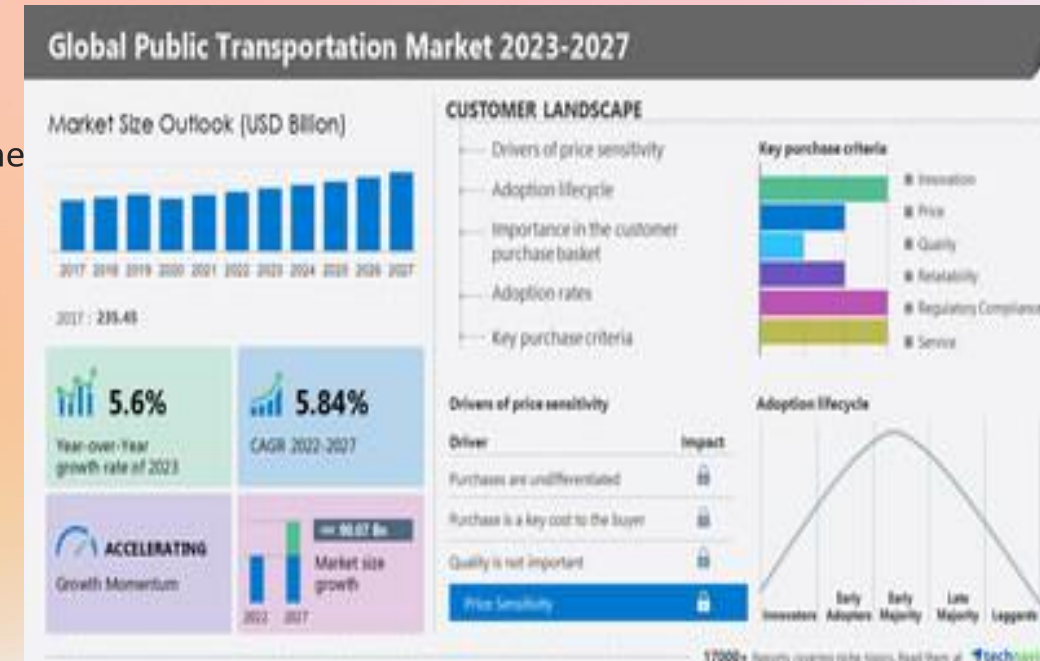 Global Public Transportation Market 2023-2027
Market Size Outlook (USD Billion)
2017 2018 2019 2020 2021 2022 2023 2024 2025 2026 2027
2017 : 235.45
5.6%
Year-over-Year
growth rate of 2023
5.84%
CAGR 2022-2027
ACCELERATING
Growth Momentum
Market size
growth
2022 2027
CUSTOMER LANDSCAPE
Drivers of price sensitivity
Adoption lifecycle
Importance in the customer
purchase basket
Adoption rates
Key purchase criteria
Key purchase criteria
Innovation
Price
Quality
Regulatory Compliance
Service
Drivers of price sensitivity
Driver Impact
Purchases are undifferentiated
Purchase is a key cost to the buyer
Quality is not important
Price Sensitivity
Adoption lifecycle
Innovators
Early
Adopters
Early
Majority
Late
Majority
Laggards
17000+